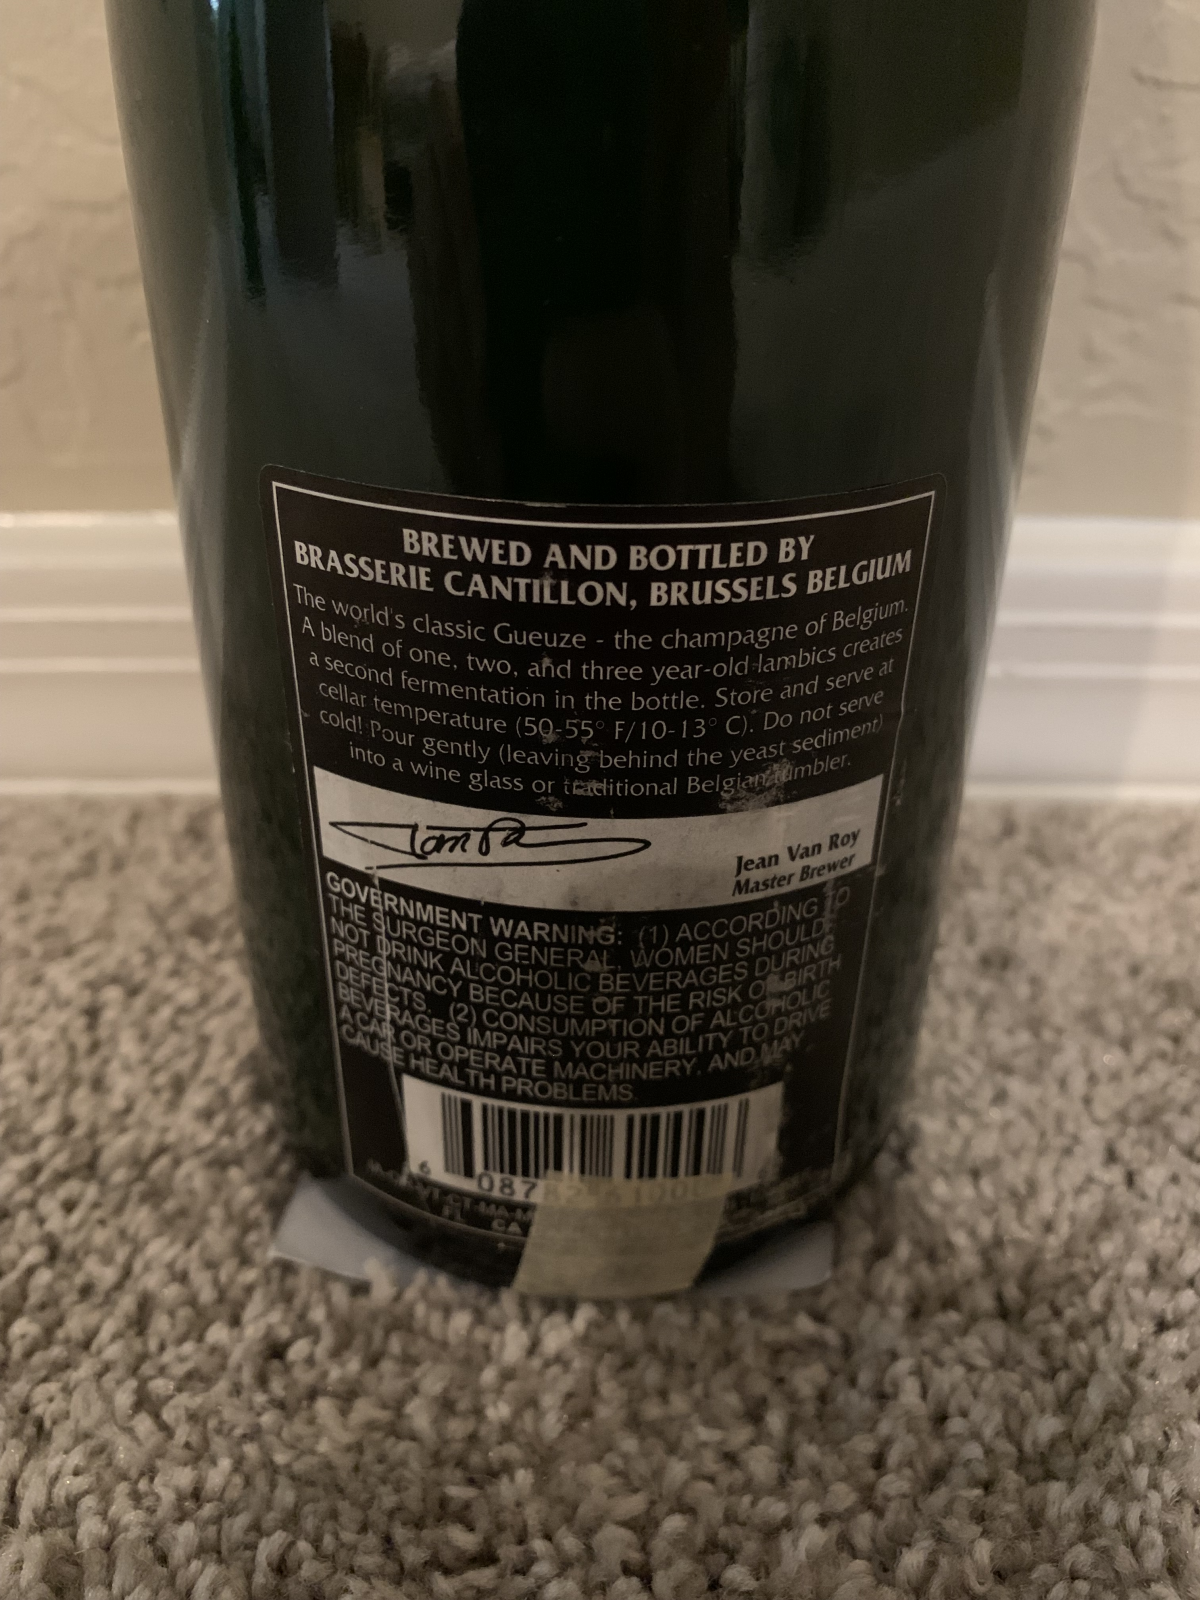 BREWED AND BOTTLED BY
BRASSERIE CANTILLON, BRUSSELS BELGIUM
The world's classic Gueuze - the champagne of Belgium.
A blend of one, two, and three year-old lambics creates
a second fermentation in the bottle. Store and serve at
cellar temperature (50-55° F/10-13° C). Do not serve
cold! Pour gently (leaving behind the yeast sediment)
into a wine glass or traditional Belgian tumbler.
Jean Van Roy
Master Brewer
GOVERNMENT WARNING: (1) ACCORDING TO
THE SURGEON GENERAL, WOMEN SHOULD
NOT DRINK ALCOHOLIC BEVERAGES DURING
PREGNANCY BECAUSE OF THE RISK OF BIRTH
DEFECTS. (2) CONSUMPTION OF ALCOHOLIC
BEVERAGES IMPAIRS YOUR ABILITY TO DRIVE
A CAR OR OPERATE MACHINERY, AND MAY
CAUSE HEALTH PROBLEMS.
6 087
CA